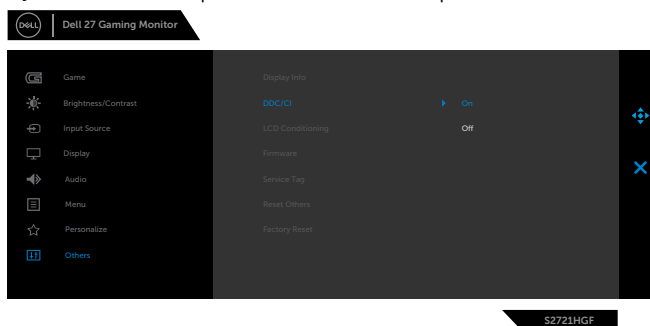 DELL Dell 27 Gaming Monitor
Game Display Info
Brightness/Contrast DDC/CI On
Input Source LCD Conditioning Off
Display Firmware
Audio Service Tag
Menu Reset Others
Personalize Factory Reset
Others
S2721HGF